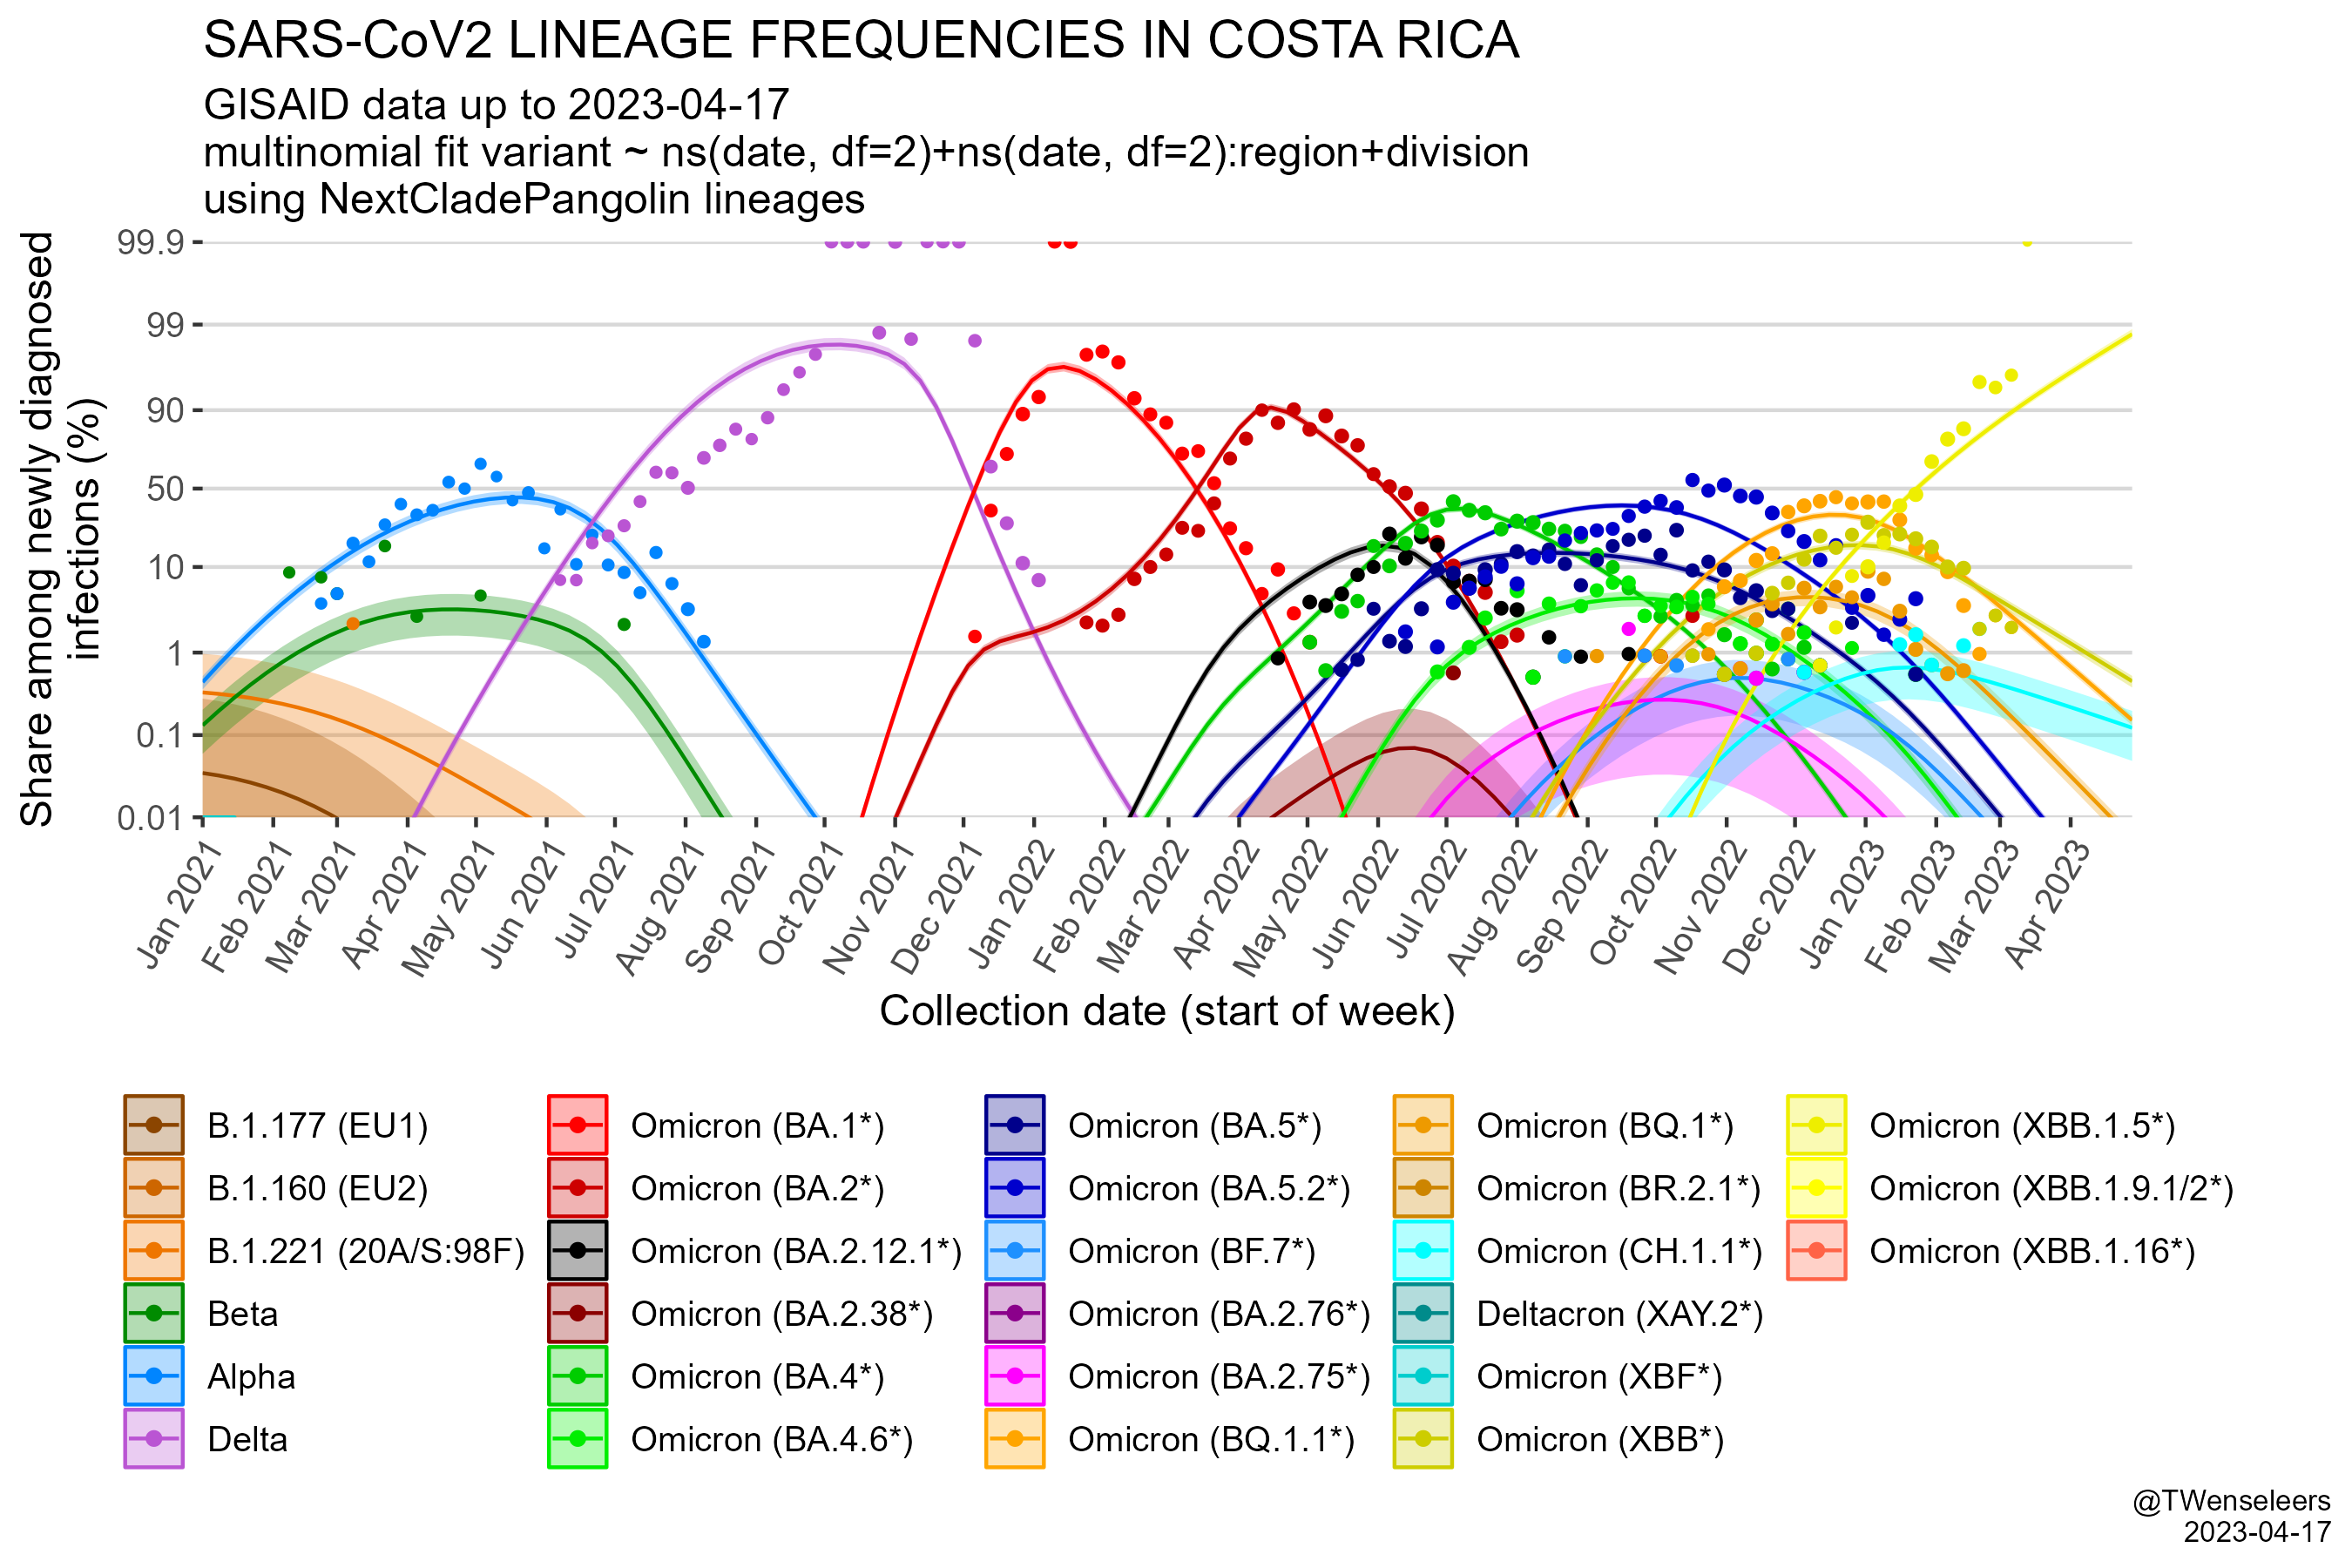 SARS-CoV2 LINEAGE FREQUENCIES IN COSTA RICA
GISAID data up to 2023-04-17
multinomial fit variant ~ ns(date, df=2)+ns(date, df=2):region+division
using NextCladePangolin lineages
Share among newly diagnosed
infections (%)
99.9
99
90
50
10
1
0.1
0.01
Jan 2021
Feb 2021
Mar 2021
Apr 2021
May 2021
Jun 2021
Jul 2021
Aug 2021
Sep 2021
Oct 2021
Nov 2021
Dec 2021
Jan 2022
Feb 2022
Mar 2022
Apr 2022
May 2022
Jun 2022
Jul 2022
Aug 2022
Sep 2022
Oct 2022
Nov 2022
Dec 2022
Jan 2023
Feb 2023
Mar 2023
Apr 2023
Collection date (start of week)
B.1.177 (EU1)
B.1.160 (EU2)
B.1.221 (20A/S:98F)
Beta
Alpha
Delta
Omicron (BA.1*)
Omicron (BA.2*)
Omicron (BA.2.12.1*)
Omicron (BA.2.38*)
Omicron (BA.4*)
Omicron (BA.4.6*)
Omicron (BA.5*)
Omicron (BA.5.2*)
Omicron (BF.7*)
Omicron (BA.2.76*)
Omicron (BA.2.75*)
Omicron (BQ.1.1*)
Omicron (BQ.1*)
Omicron (BR.2.1*)
Omicron (CH.1.1*)
Deltacron (XAY.2*)
Omicron (XBF*)
Omicron (XBB*)
Omicron (XBB.1.5*)
Omicron (XBB.1.9.1/2*)
Omicron (XBB.1.16*)
@TWenseleers
2023-04-17